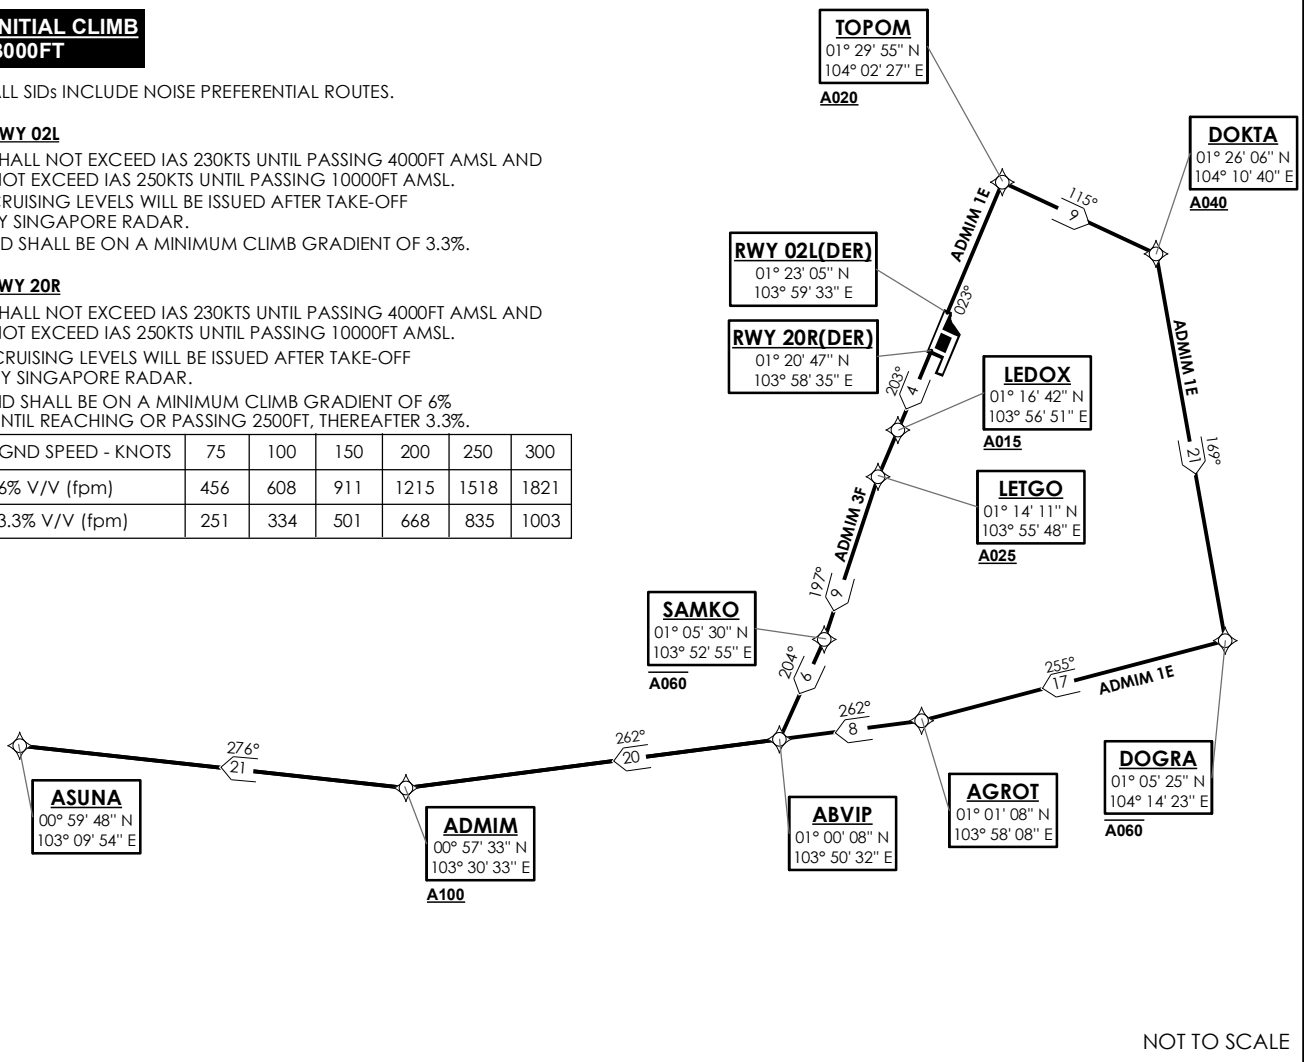 NITIAL CLIMB
3000FT
ALL SIDs INCLUDE NOISE PREFERENTIAL ROUTES.
WY 02L
HALL NOT EXCEED IAS 230KTS UNTIL PASSING 4000FT AMSL AND
NOT EXCEED IAS 250KTS UNTIL PASSING 10000FT AMSL.
CRUISING LEVELS WILL BE ISSUED AFTER TAKE-OFF
Y SINGAPORE RADAR.
ID SHALL BE ON A MINIMUM CLIMB GRADIENT OF 3.3%.
WY 20R
HALL NOT EXCEED IAS 230KTS UNTIL PASSING 4000FT AMSL AND
NOT EXCEED IAS 250KTS UNTIL PASSING 10000FT AMSL.
CRUISING LEVELS WILL BE ISSUED AFTER TAKE-OFF
Y SINGAPORE RADAR.
ID SHALL BE ON A MINIMUM CLIMB GRADIENT OF 6%
NTIL REACHING OR PASSING 2500FT, THEREAFTER 3.3%.
GND SPEED - KNOTS 75 100 150 200 250 300
6% V/V (fpm) 456 608 911 1215 1518 1821
3.3% V/V (fpm) 251 334 501 668 835 1003
TOPOM
01° 29' 55" N
104° 02' 27" E
A020
DOKTA
01° 26' 06" N
104° 10' 40" E
A040
115°
9
ADMIM 1E
RWY 02L(DER)
01° 23' 05" N
103° 59' 33" E
023°
RWY 20R(DER)
01° 20' 47" N
103° 58' 35" E
203°
4
LEDOX
01° 16' 42" N
103° 56' 51" E
A015
ADMIM 1E
169°
21
LETGO
01° 14' 11" N
103° 55' 48" E
A025
ADMIM 3F
197°
9
SAMKO
01° 05' 30" N
103° 52' 55" E
A060
204°
6
255°
17
ADMIM 1E
262°
8
262°
20
276°
21
DOGRA
01° 05' 25" N
104° 14' 23" E
A060
AGROT
01° 01' 08" N
103° 58' 08" E
ABVIP
01° 00' 08" N
103° 50' 32" E
ADMIM
00° 57' 33" N
103° 30' 33" E
A100
ASUNA
00° 59' 48" N
103° 09' 54" E
NOT TO SCALE